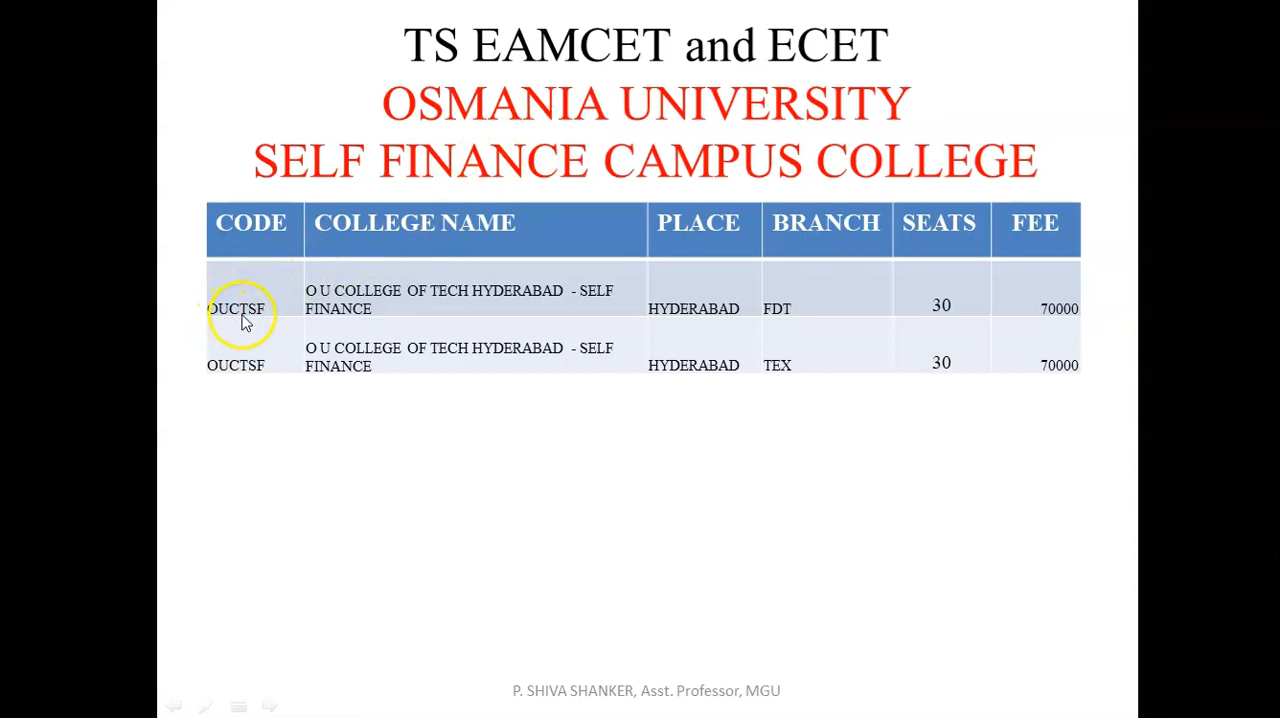 TS EAMCET and ECET
OSMANIA UNIVERSITY
SELF FINANCE CAMPUS COLLEGE
CODE COLLEGE NAME PLACE BRANCH SEATS FEE
OUCTSF O U COLLEGE OF TECH HYDERABAD - SELF FINANCE HYDERABAD FDT 30 70000
OUCTSF O U COLLEGE OF TECH HYDERABAD - SELF FINANCE HYDERABAD TEX 30 70000
P. SHIVA SHANKER, Asst. Professor, MGU